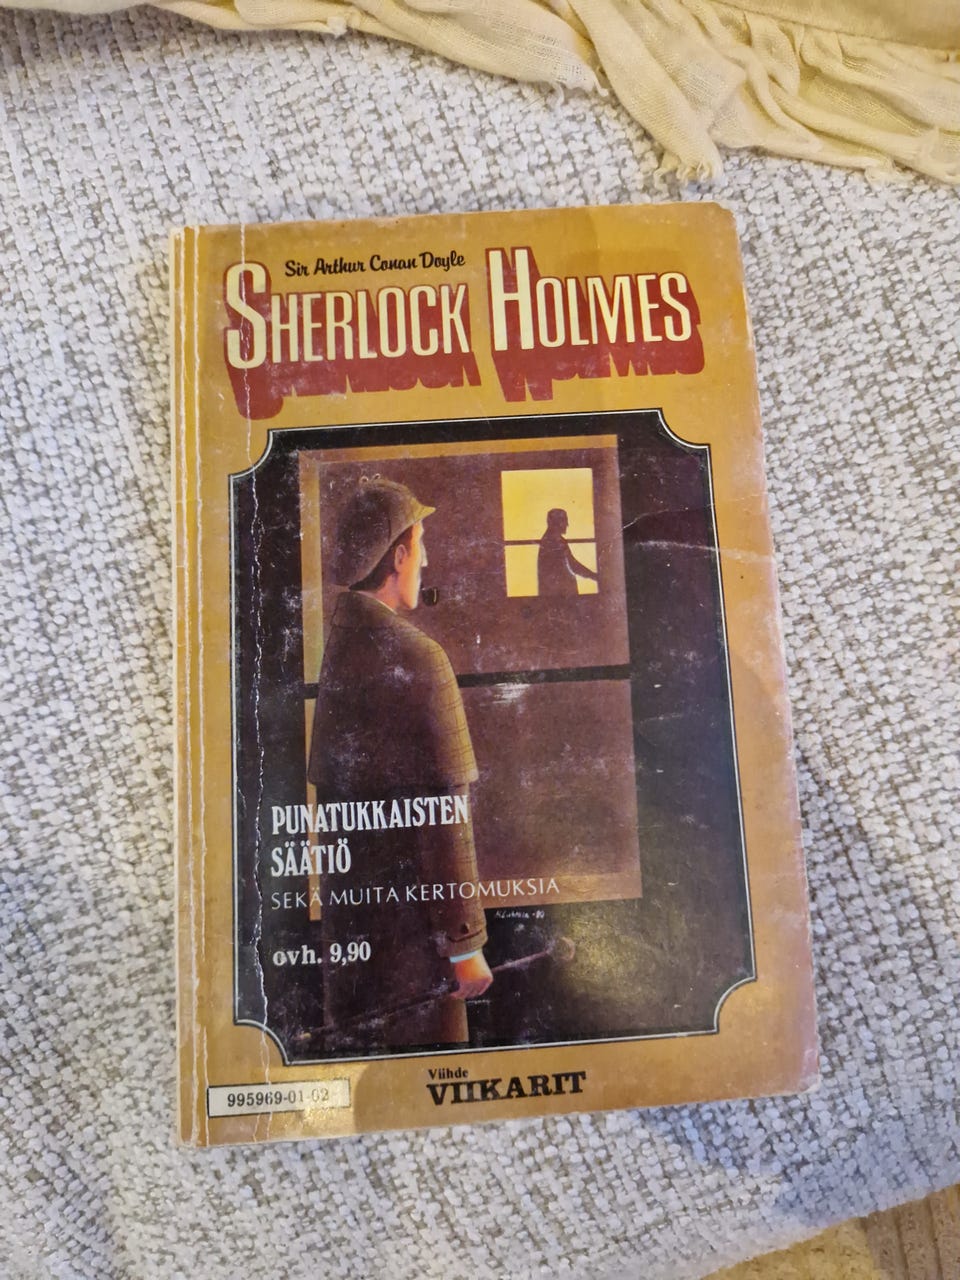 Sir Arthur Conan Doyle
SHERLOCK HOLMES
PUNATUKKAISTEN
SÄÄTIÖ
SEKÄ MUITA KERTOMUKSIA
ovh. 9,90
Viihde
VIIKARIT
995969-01-02